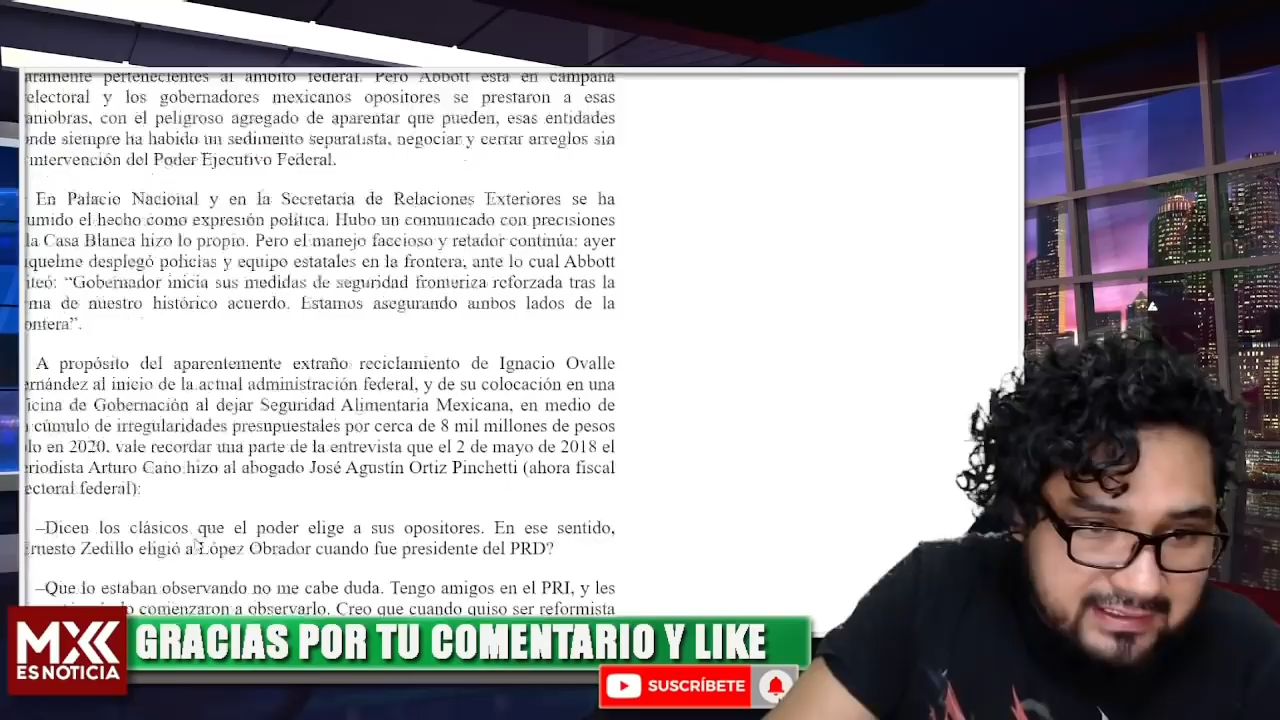 aramente pertenecientes al ámbito federal. Pero Abbott está en campaña
electoral y los gobernadores mexicanos opositores se prestaron a esas
aniobras, con el peligroso agregado de aparentar que pueden, esas entidades
onde siempre ha habido un sedimento separatista, negociar y cerrar arreglos sin
intervención del Poder Ejecutivo Federal.
En Palacio Nacional y en la Secretaría de Relaciones Exteriores se ha
umido el hecho como expresión política. Hubo un comunicado con precisiones
la Casa Blanca hizo lo propio. Pero el manejo faccioso y retador continúa: ayer
iquelme desplegó policías y equipo estatales en la frontera, ante lo cual Abbott
iteó: “Gobernador inicia sus medidas de seguridad fronteriza reforzada tras la
rma de nuestro histórico acuerdo. Estamos asegurando ambos lados de la
ontera”.
A propósito del aparentemente extraño reciclamiento de Ignacio Ovalle
ernández al inicio de la actual administración federal, y de su colocación en una
icina de Gobernación al dejar Seguridad Alimentaria Mexicana, en medio de
cúmulo de irregularidades presupuestales por cerca de 8 mil millones de pesos
lo en 2020, vale recordar una parte de la entrevista que el 2 de mayo de 2018 el
eriodista Arturo Cano hizo al abogado José Agustín Ortiz Pinchetti (ahora fiscal
ectoral federal):
–Dicen los clásicos que el poder elige a sus opositores. En ese sentido,
Ernesto Zedillo eligió a López Obrador cuando fue presidente del PRD?
–Que lo estaban observando no me cabe duda. Tengo amigos en el PRI, y les
comenzaron a observarlo. Creo que cuando quiso ser reformista
MX ES NOTICIA
GRACIAS POR TU COMENTARIO Y LIKE
SUSCRÍBETE